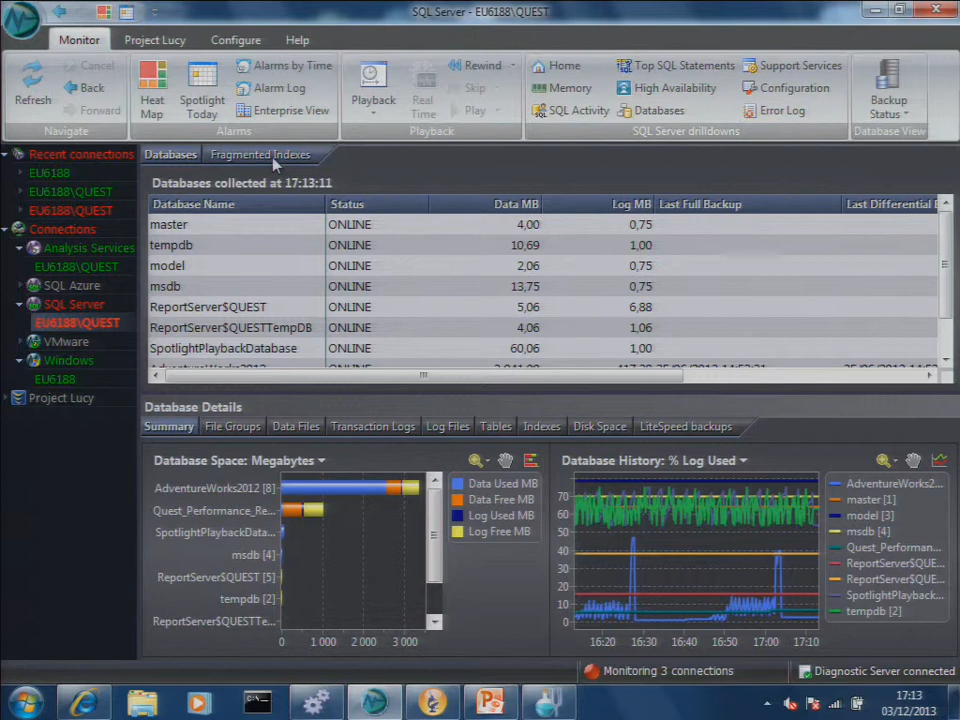 SQL Server - EU6188\QUEST
Monitor
Project Lucy
Configure
Help
Refresh
Cancel
Back
Forward
Navigate
Heat Map
Spotlight Today
Alarms by Time
Alarm Log
Enterprise View
Alarms
Playback
Real Time
Rewind
Skip
Play
Playback
Home
Memory
SQL Activity
Top SQL Statements
High Availability
Databases
Support Services
Configuration
Error Log
SQL Server drilldowns
Backup Status
Database View
Recent connections
EU6188
EU6188\QUEST
EU6188\QUEST
Connections
Analysis Services
EU6188\QUEST
SQL Azure
SQL Server
EU6188\QUEST
VMware
Windows
EU6188
Project Lucy
Databases
Fragmented Indexes
Databases collected at 17:13:11
Database Name Status Data MB Log MB Last Full Backup Last Differential
master ONLINE 4,00 0,75
tempdb ONLINE 10,69 1,00
model ONLINE 2,06 0,75
msdb ONLINE 13,75 0,75
ReportServer$QUEST ONLINE 5,06 6,88
ReportServer$QUESTTempDB ONLINE 4,06 1,06
SpotlightPlaybackDatabase ONLINE 60,06 1,00
Database Details
Summary File Groups Data Files Transaction Logs Log Files Tables Indexes Disk Space LiteSpeed backups
Database Space: Megabytes
AdventureWorks2012 [8]
Quest_Performance_Re...
SpotlightPlaybackData...
msdb [4]
ReportServer$QUEST [5]
tempdb [2]
ReportServer$QUESTTe...
0 1 000 2 000 3 000
Data Used MB
Data Free MB
Log Used MB
Log Free MB
Database History: % Log Used
70
60
50
40
30
20
10
0
16:20 16:30 16:40 16:50 17:00 17:10
AdventureWorks2...
master [1]
model [3]
msdb [4]
Quest_Performan...
ReportServer$QUE...
ReportServer$QUE...
SpotlightPlayback...
tempdb [2]
Monitoring 3 connections
Diagnostic Server connected
17:13
03/12/2013